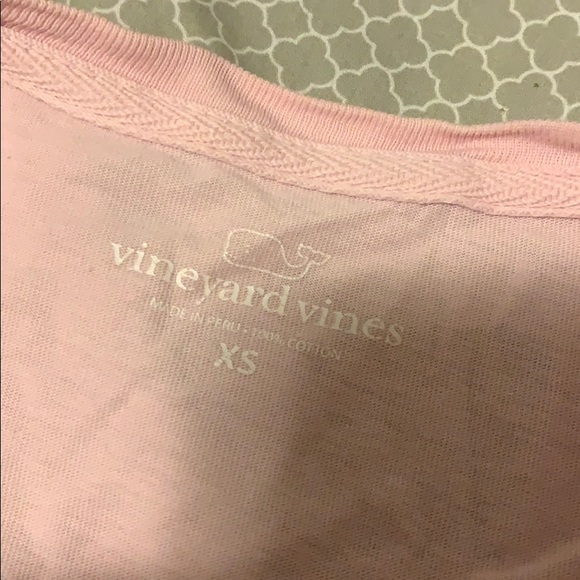 vineyard vines
MADE IN PERU - 100% COTTON
XS